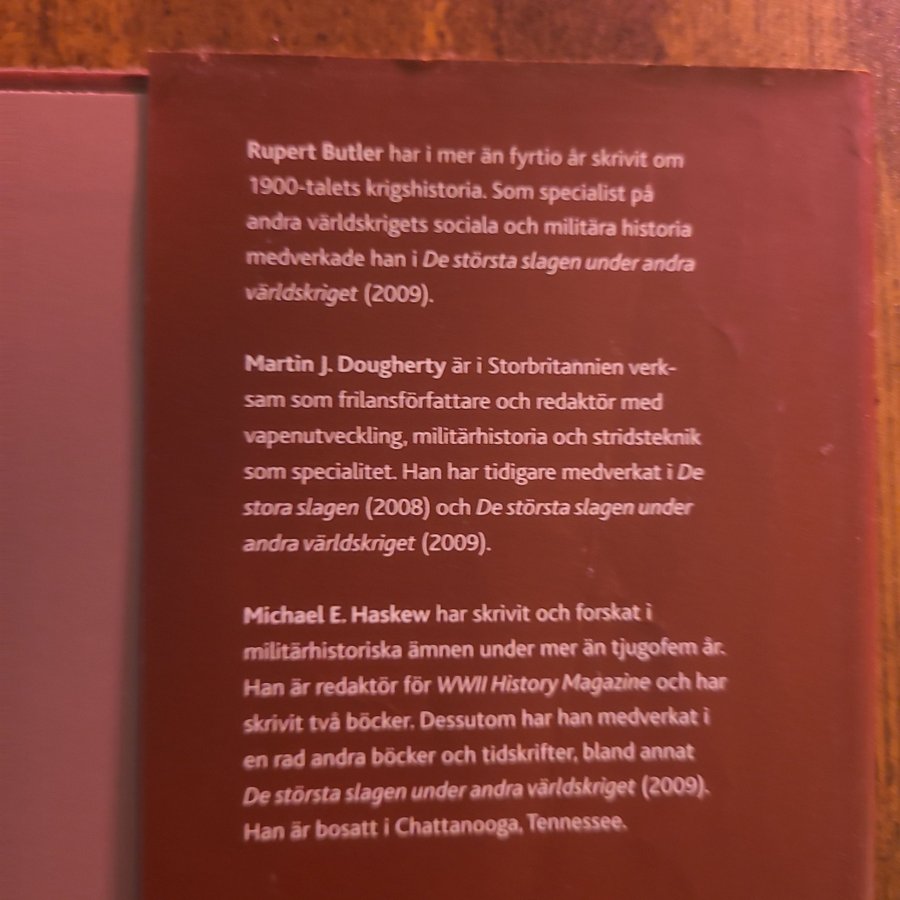 Rupert Butler har i mer än fyrtio år skrivit om
1900-talets krigshistoria. Som specialist på
andra världskrigets sociala och militära historia
medverkade han i De största slagen under andra
världskriget (2009).
Martin J. Dougherty är i Storbritannien verk-
sam som frilansförfattare och redaktör med
vapenutveckling, militärhistoria och stridsteknik
som specialitet. Han har tidigare medverkat i De
stora slagen (2008) och De största slagen under
andra världskriget (2009).
Michael E. Haskew har skrivit och forskat i
militärhistoriska ämnen under mer än tjugofem år.
Han är redaktör för WWII History Magazine och har
skrivit två böcker. Dessutom har han medverkat i
en rad andra böcker och tidskrifter, bland annat
De största slagen under andra världskriget (2009).
Han är bosatt i Chattanooga, Tennessee.